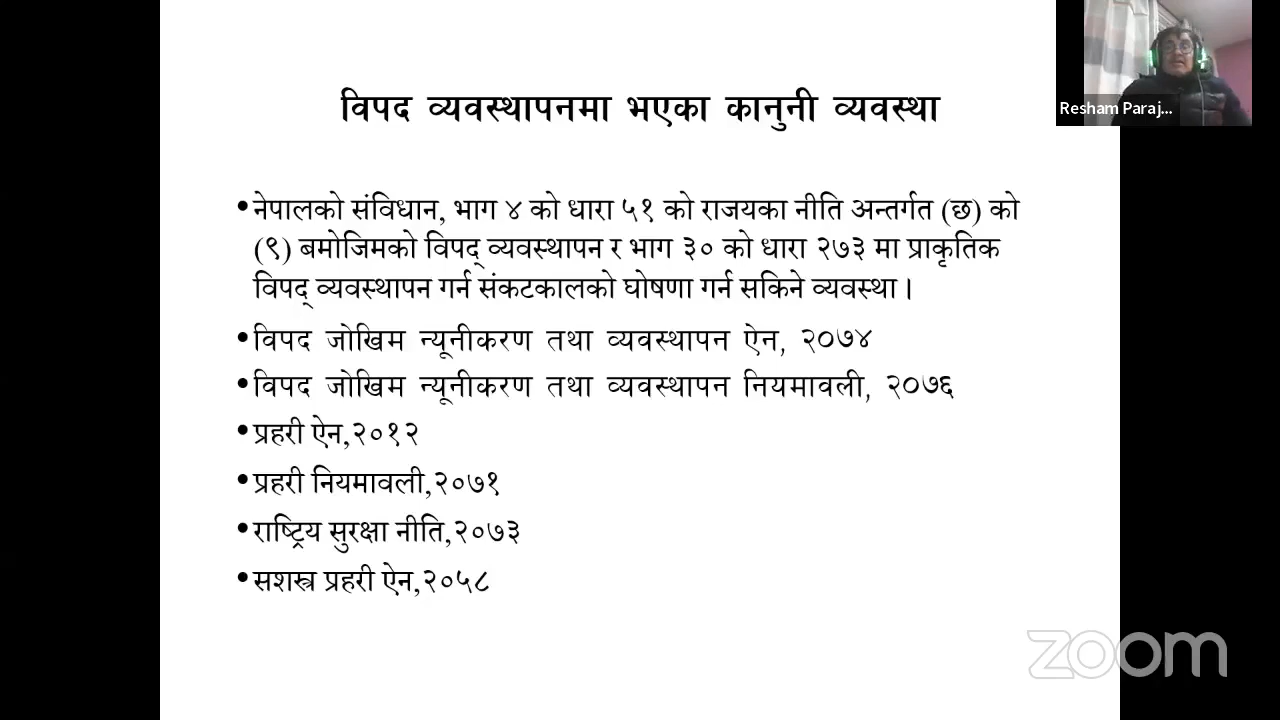 विपद व्यवस्थापनमा भएका कानुनी व्यवस्था
Resham Paraj...
•नेपालको संविधान, भाग ४ को धारा ५१ को राजयका नीति अन्तर्गत (छ) को
(९) बमोजिमको विपद् व्यवस्थापन र भाग ३० को धारा २७३ मा प्राकृतिक
विपद् व्यवस्थापन गर्न संकटकालको घोषणा गर्न सकिने व्यवस्था।
•विपद जोखिम न्यूनीकरण तथा व्यवस्थापन ऐन, २०७४
•विपद जोखिम न्यूनीकरण तथा व्यवस्थापन नियमावली, २०७६
•प्रहरी ऐन,२०१२
•प्रहरी नियमावली,२०७१
•राष्ट्रिय सुरक्षा नीति,२०७३
•सशस्त्र प्रहरी ऐन,२०५८
zoom